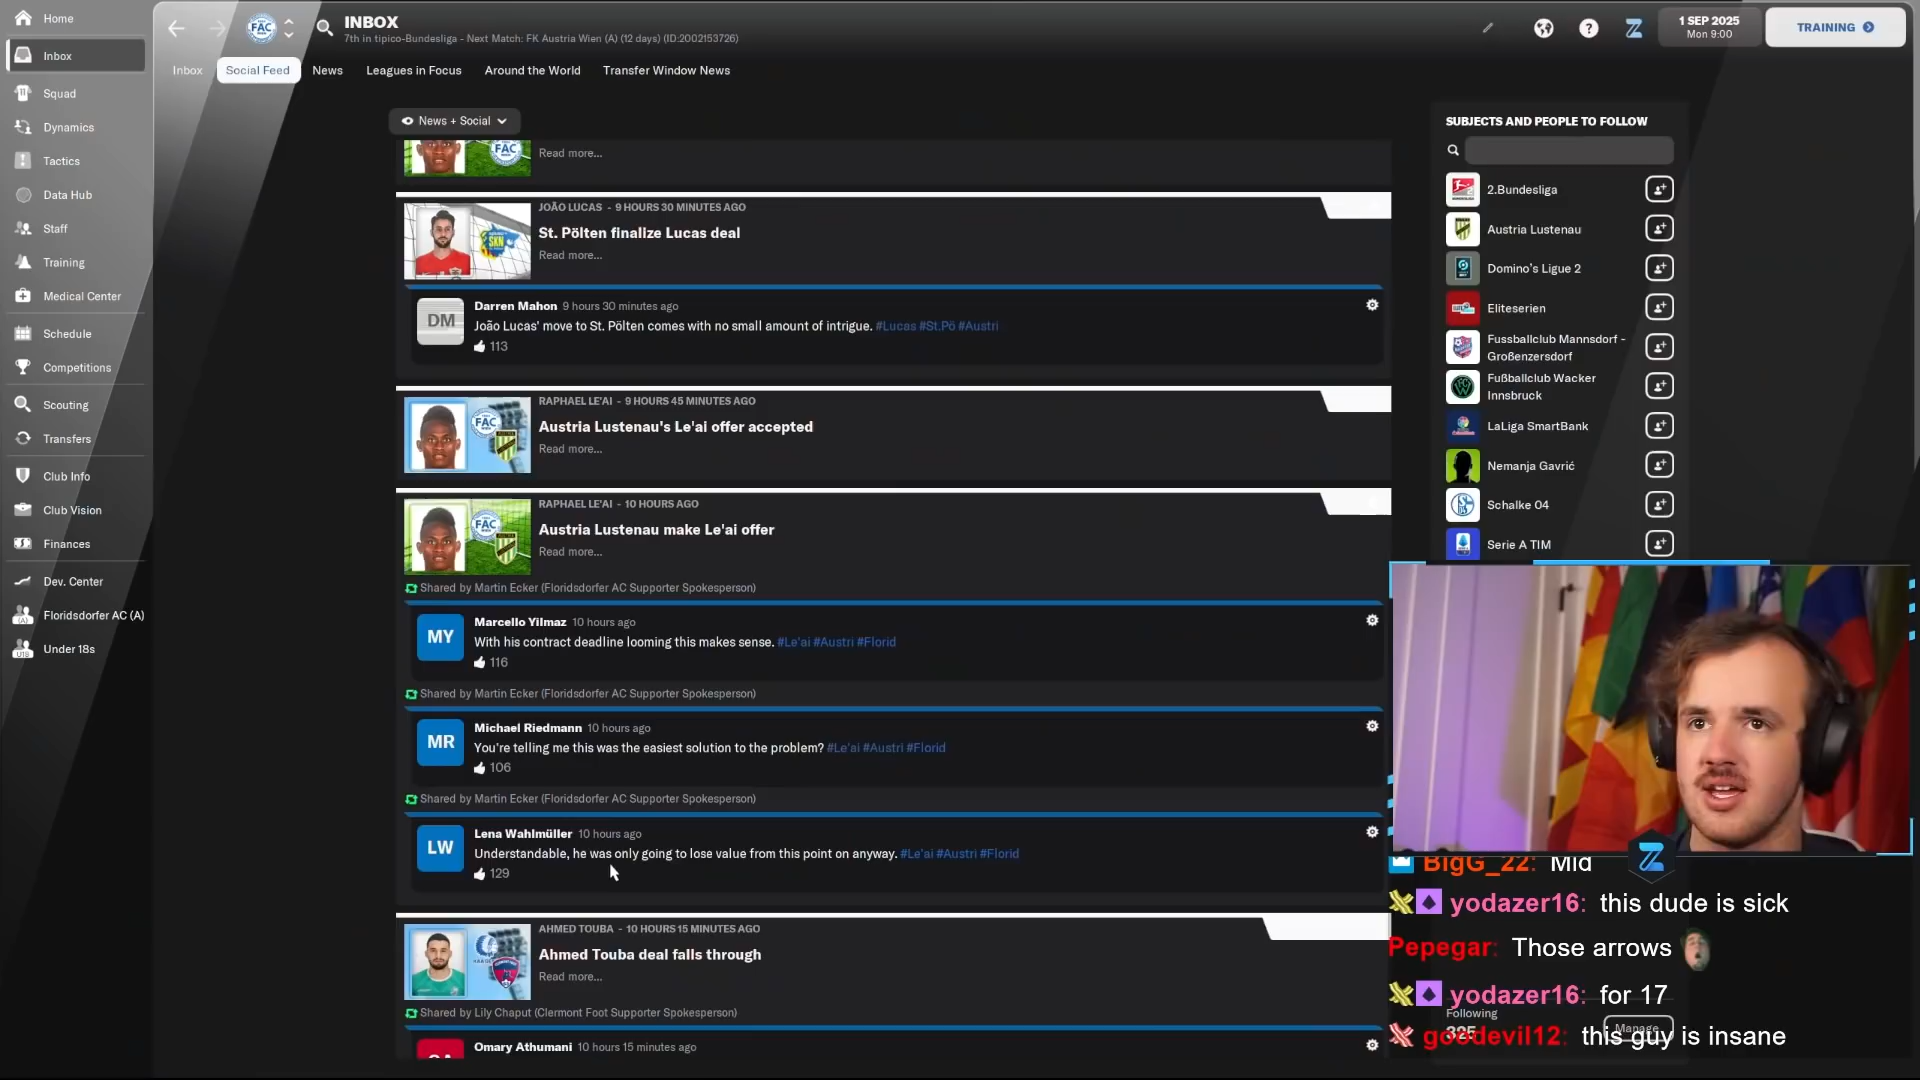 Home
INBOX
7th in tipico-Bundesliga - Next Match: FK Austria Wien (A) (12 days) (ID:2002153726)
1 SEP 2025
Mon 9:00
TRAINING
Inbox
Squad
Dynamics
Tactics
Data Hub
Staff
Training
Medical Center
Schedule
Competitions
Scouting
Transfers
Club Info
Club Vision
Finances
Dev. Center
Floridsdorfer AC (A)
Under 18s
Inbox
Social Feed
News
Leagues in Focus
Around the World
Transfer Window News
News + Social
FAC
Read more...
JOÃO LUCAS - 9 HOURS 30 MINUTES AGO
St. Pölten finalize Lucas deal
Read more...
DM
Darren Mahon 9 hours 30 minutes ago
João Lucas' move to St. Pölten comes with no small amount of intrigue. #Lucas #St.Pö #Austri
113
RAPHAEL LE'AI - 9 HOURS 45 MINUTES AGO
Austria Lustenau's Le'ai offer accepted
Read more...
RAPHAEL LE'AI - 10 HOURS AGO
Austria Lustenau make Le'ai offer
Read more...
Shared by Martin Ecker (Floridsdorfer AC Supporter Spokesperson)
MY
Marcello Yilmaz 10 hours ago
With his contract deadline looming this makes sense. #Le'ai #Austri #Florid
116
Shared by Martin Ecker (Floridsdorfer AC Supporter Spokesperson)
MR
Michael Riedmann 10 hours ago
You're telling me this was the easiest solution to the problem? #Le'ai #Austri #Florid
106
Shared by Martin Ecker (Floridsdorfer AC Supporter Spokesperson)
LW
Lena Wahlmüller 10 hours ago
Understandable, he was only going to lose value from this point on anyway. #Le'ai #Austri #Florid
129
AHMED TOUBA - 10 HOURS 15 MINUTES AGO
Ahmed Touba deal falls through
Read more...
Shared by Lily Chaput (Clermont Foot Supporter Spokesperson)
Omary Athumani 10 hours 15 minutes ago
SUBJECTS AND PEOPLE TO FOLLOW
2.Bundesliga
Austria Lustenau
Domino's Ligue 2
Eliteserien
Fussballclub Mannsdorf -
Großenzersdorf
Fußballclub Wacker
Innsbruck
LaLiga SmartBank
Nemanja Gavrić
Schalke 04
Serie A TIM
BigG_22: Mid
yodazer16: this dude is sick
Pepegar: Those arrows
yodazer16: for 17
Following
325
Manage
goodevil12: this guy is insane